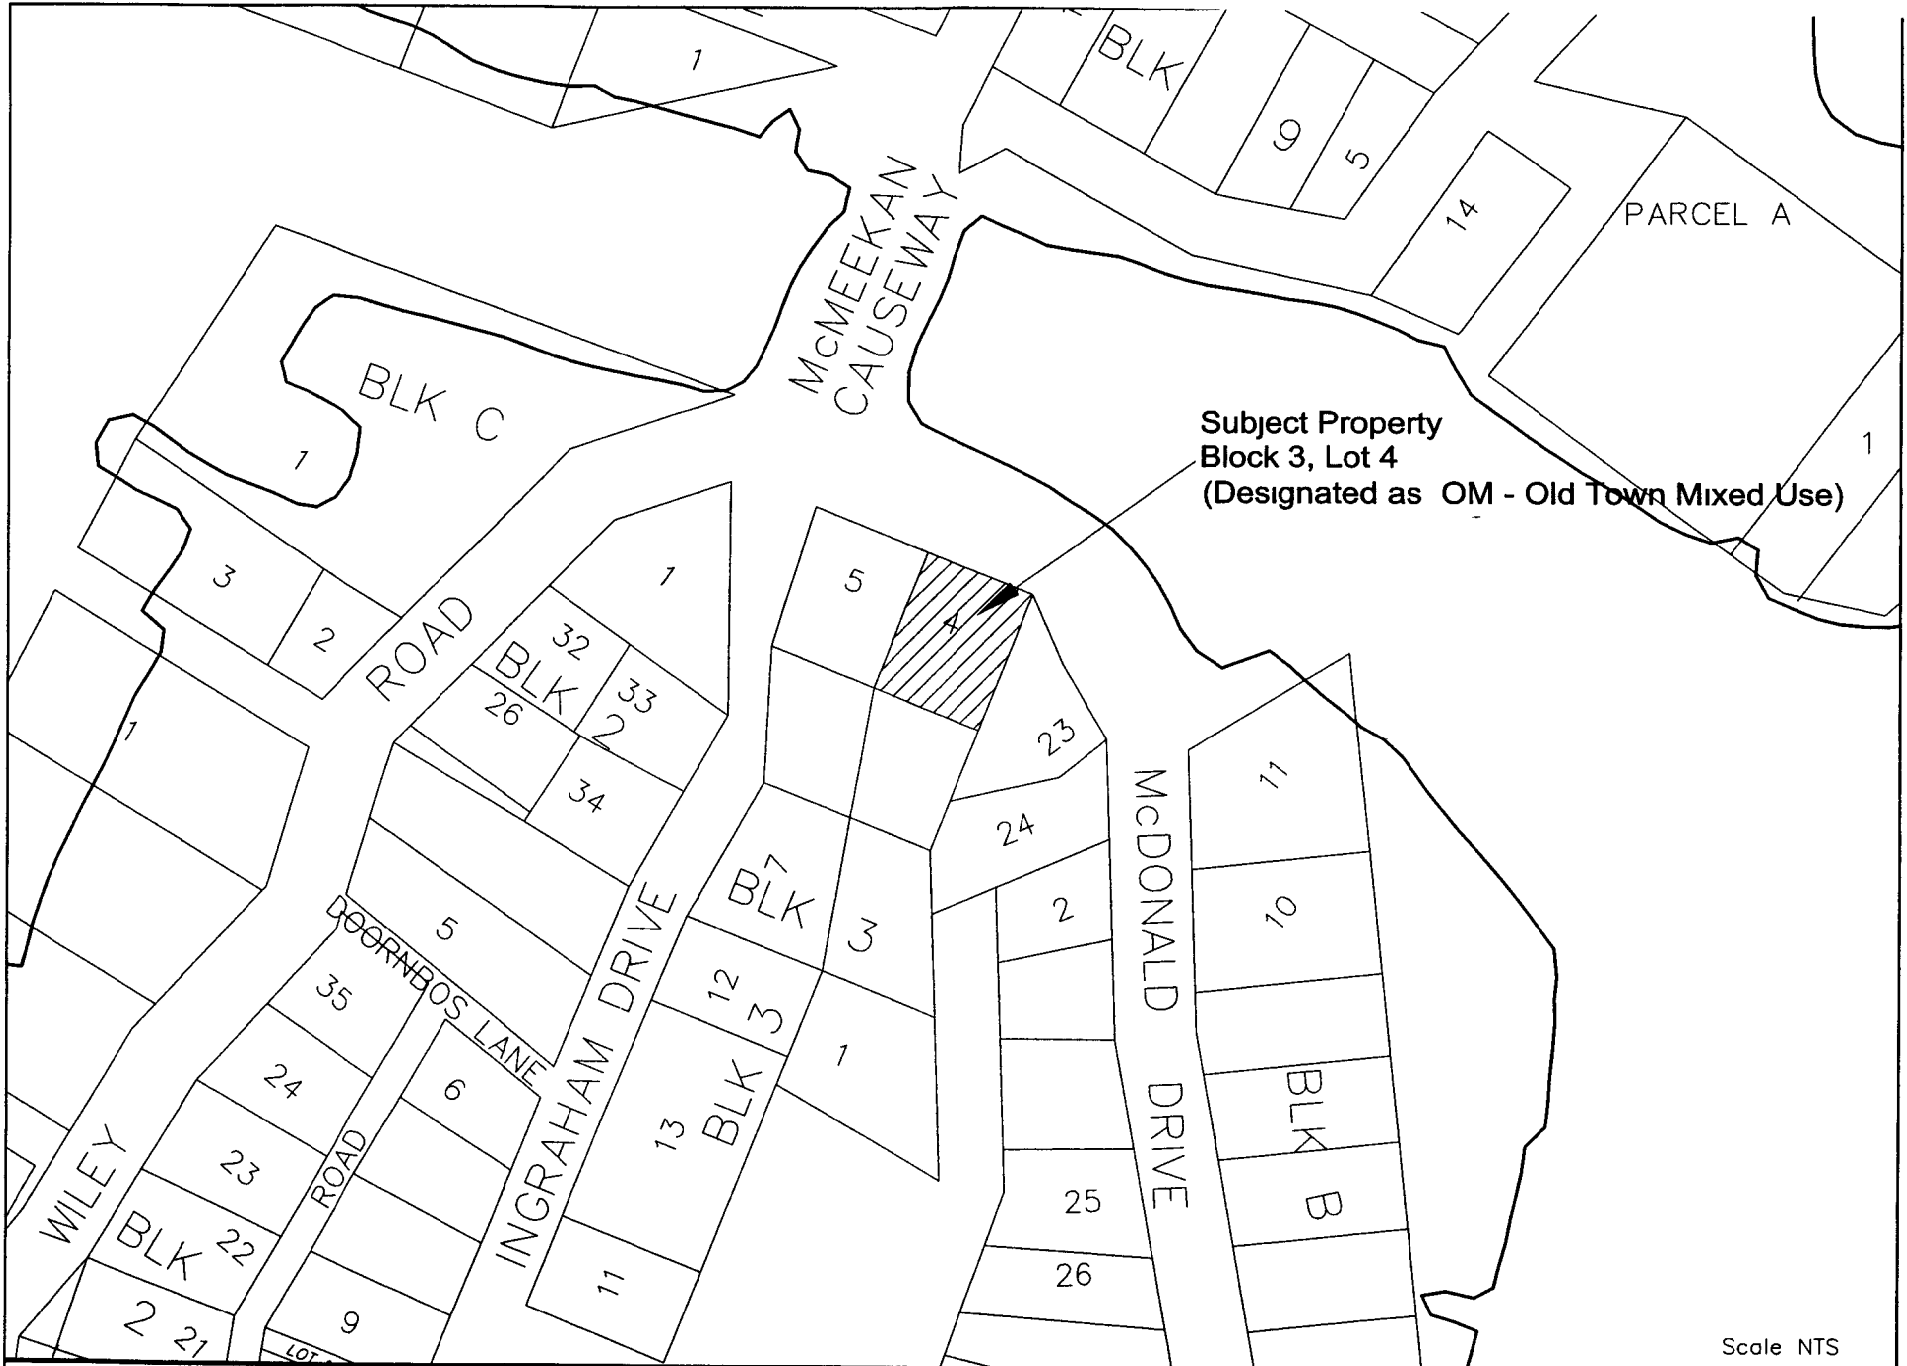 1
BLK
9
5
14
PARCEL A
McMEEKAN
CAUSEWAY
BLK C
1
1
Subject Property
Block 3, Lot 4
(Designated as OM - Old Town Mixed Use)
3
2
ROAD
1
5
4
32
33
BLK
2
26
34
23
24
1
11
10
7
BLK
3
2
McDONALD DRIVE
5
DOORNBOS LANE
35
24
6
23
ROAD
WILEY
BLK
22
2
21
9
LOT
INGRAHAM DRIVE
12
3
BLK
13
1
11
25
26
BLK B
Scale NTS